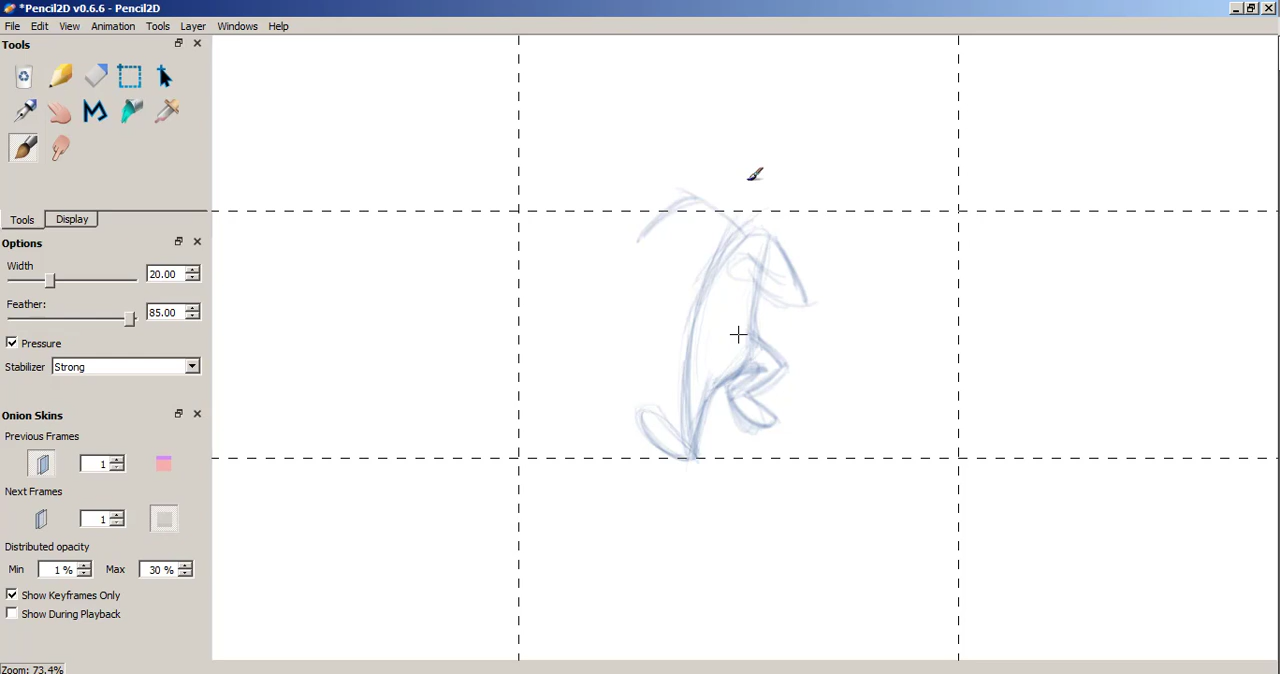 *Pencil2D v0.6.6 - Pencil2D
File Edit View Animation Tools Layer Windows Help
Tools
Tools Display
Options
Width
20.00
Feather:
85.00
Pressure
Stabilizer Strong
Onion Skins
Previous Frames
1
Next Frames
1
Distributed opacity
Min 1 % Max 30 %
Show Keyframes Only
Show During Playback
Zoom: 73.4%